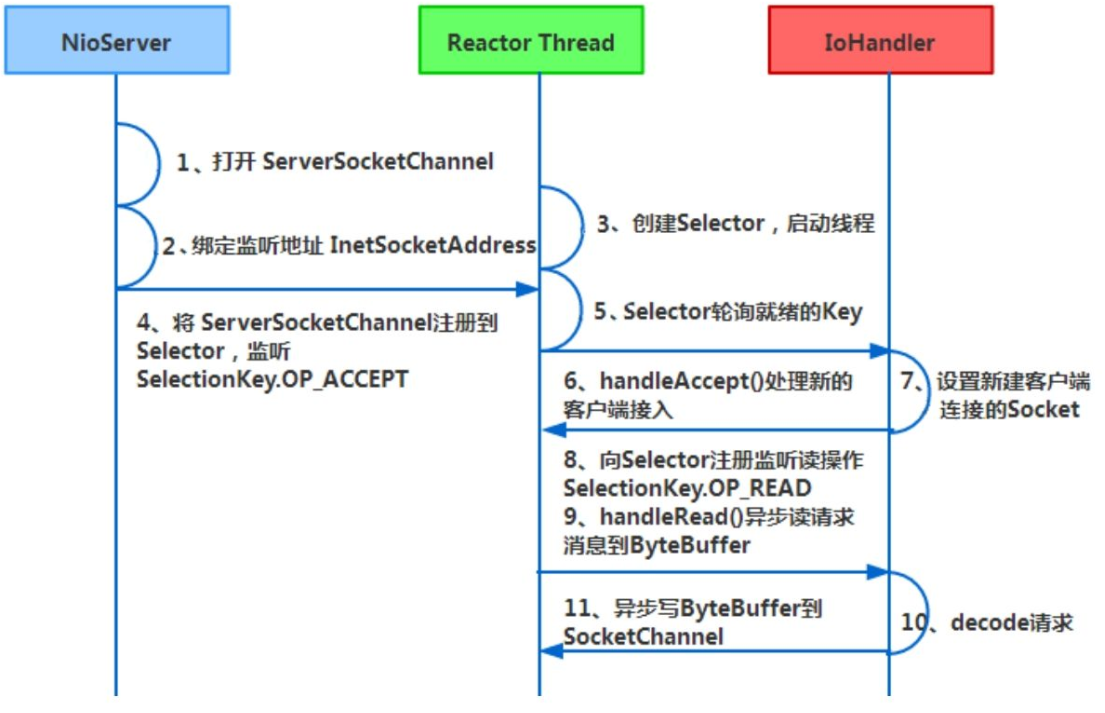 NioServer
Reactor Thread
IoHandler
1、打开 ServerSocketChannel
2、绑定监听地址 InetSocketAddress
3、创建Selector，启动线程
4、将 ServerSocketChannel注册到
Selector，监听
SelectionKey.OP_ACCEPT
5、Selector轮询就绪的Key
6、handleAccept()处理新的
客户端接入
7、设置新建客户端
连接的Socket
8、向Selector注册监听读操作
SelectionKey.OP_READ
9、handleRead()异步读请求
消息到ByteBuffer
11、异步写ByteBuffer到
SocketChannel
10、decode请求